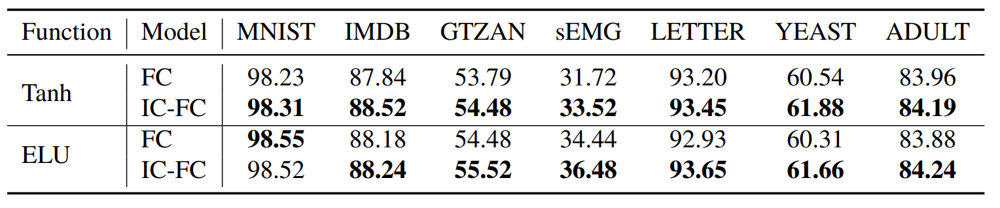 Function Model MNIST IMDB GTZAN sEMG LETTER YEAST ADULT
Tanh FC 98.23 87.84 53.79 31.72 93.20 60.54 83.96
IC-FC 98.31 88.52 54.48 33.52 93.45 61.88 84.19
ELU FC 98.55 88.18 54.48 34.44 92.93 60.31 83.88
IC-FC 98.52 88.24 55.52 36.48 93.65 61.66 84.24